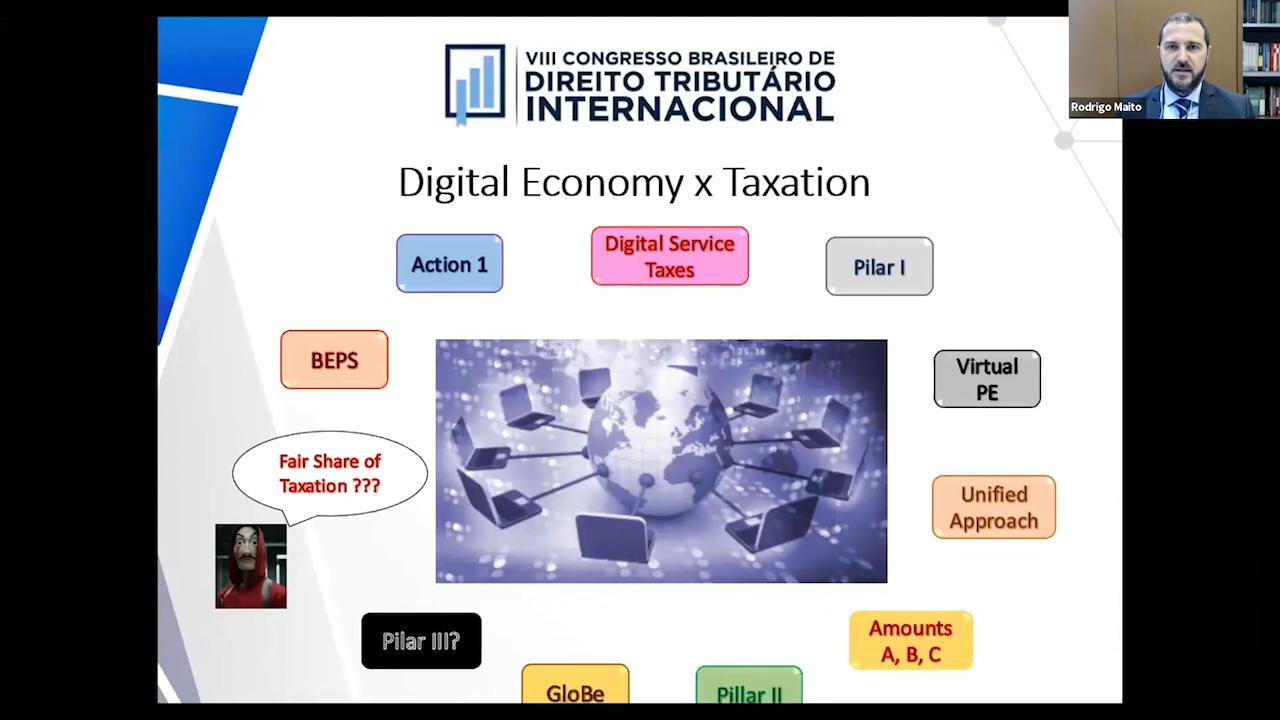 VIII CONGRESSO BRASILEIRO DE
DIREITO TRIBUTÁRIO
INTERNACIONAL
Rodrigo Maito
Digital Economy x Taxation
Action 1
Digital Service
Taxes
Pilar I
BEPS
Virtual
PE
Fair Share of
Taxation ???
Unified
Approach
Pilar III?
Amounts
A, B, C
GloBe
Pillar II